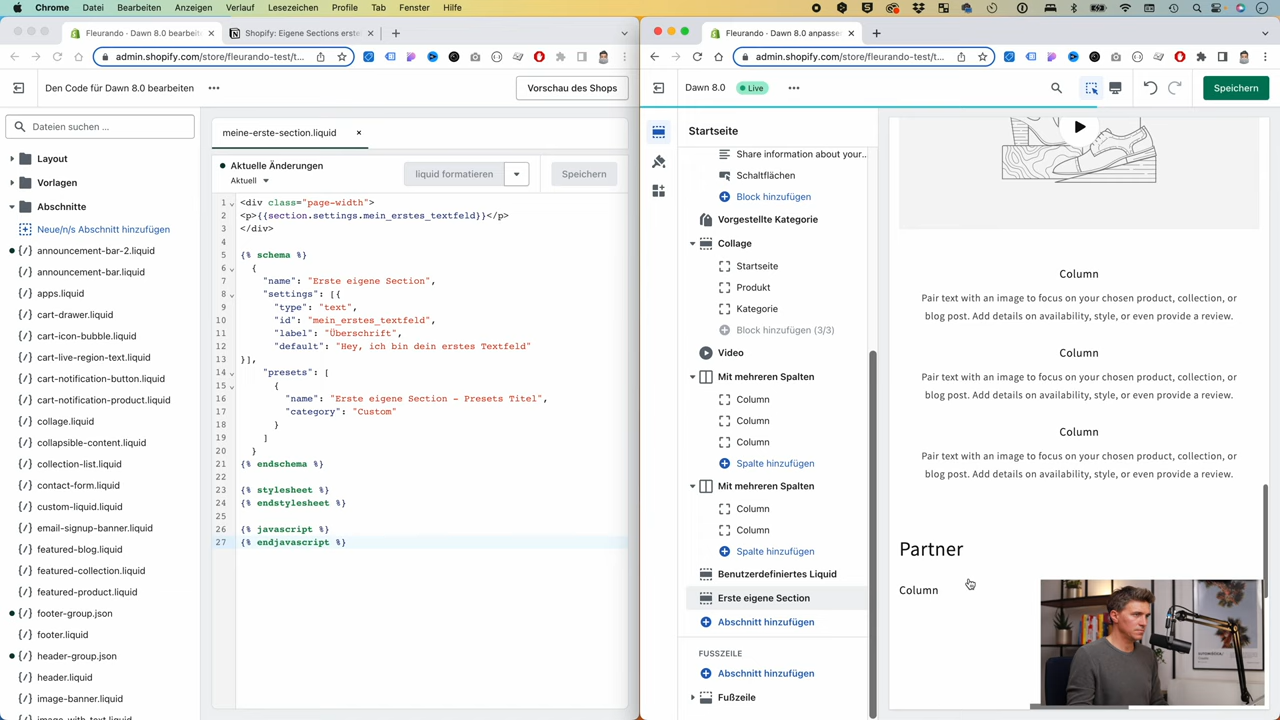 Chrome Datei Bearbeiten Anzeigen Verlauf Lesezeichen Profile Tab Fenster Hilfe
Fleurando · Dawn 8.0 bearbeit
Shopify: Eigene Sections erste
admin.shopify.com/store/fleurando-test/t...
Den Code für Dawn 8.0 bearbeiten
Vorschau des Shops
Dateien suchen ...
Layout
Vorlagen
Abschnitte
Neue/n/s Abschnitt hinzufügen
{/} announcement-bar-2.liquid
{/} announcement-bar.liquid
{/} apps.liquid
{/} cart-drawer.liquid
{/} cart-icon-bubble.liquid
{/} cart-live-region-text.liquid
{/} cart-notification-button.liquid
{/} cart-notification-product.liquid
{/} collage.liquid
{/} collapsible-content.liquid
{/} collection-list.liquid
{/} contact-form.liquid
{/} custom-liquid.liquid
{/} email-signup-banner.liquid
{/} featured-blog.liquid
{/} featured-collection.liquid
{/} featured-product.liquid
{/} footer-group.json
{/} footer.liquid
{/} header-group.json
{/} header.liquid
{/} image-banner.liquid
{/} image-with-text.liquid
meine-erste-section.liquid
Aktuelle Änderungen
Aktuell
liquid formatieren
Speichern
1 <div class="page-width">
2 <p>{{section.settings.mein_erstes_textfeld}}</p>
3 </div>
4
5 {% schema %}
6 {
7 "name": "Erste eigene Section",
8 "settings": [{
9 "type": "text",
10 "id": "mein_erstes_textfeld",
11 "label": "Überschrift",
12 "default": "Hey, ich bin dein erstes Textfeld"
13 }],
14 "presets": [
15 {
16 "name": "Erste eigene Section - Presets Titel",
17 "category": "Custom"
18 }
19 ]
20 }
21 {% endschema %}
22
23 {% stylesheet %}
24 {% endstylesheet %}
25
26 {% javascript %}
27 {% endjavascript %}
Fleurando · Dawn 8.0 anpasse
admin.shopify.com/store/fleurando-test/t...
Dawn 8.0
Live
Speichern
Startseite
Share information about your...
Schaltflächen
Block hinzufügen
Vorgestellte Kategorie
Collage
Startseite
Produkt
Kategorie
Block hinzufügen (3/3)
Video
Mit mehreren Spalten
Column
Column
Column
Spalte hinzufügen
Mit mehreren Spalten
Column
Column
Spalte hinzufügen
Benutzerdefiniertes Liquid
Erste eigene Section
Abschnitt hinzufügen
FUSSZEILE
Abschnitt hinzufügen
Fußzeile
Column
Pair text with an image to focus on your chosen product, collection, or
blog post. Add details on availability, style, or even provide a review.
Column
Pair text with an image to focus on your chosen product, collection, or
blog post. Add details on availability, style, or even provide a review.
Column
Pair text with an image to focus on your chosen product, collection, or
blog post. Add details on availability, style, or even provide a review.
Partner
Column